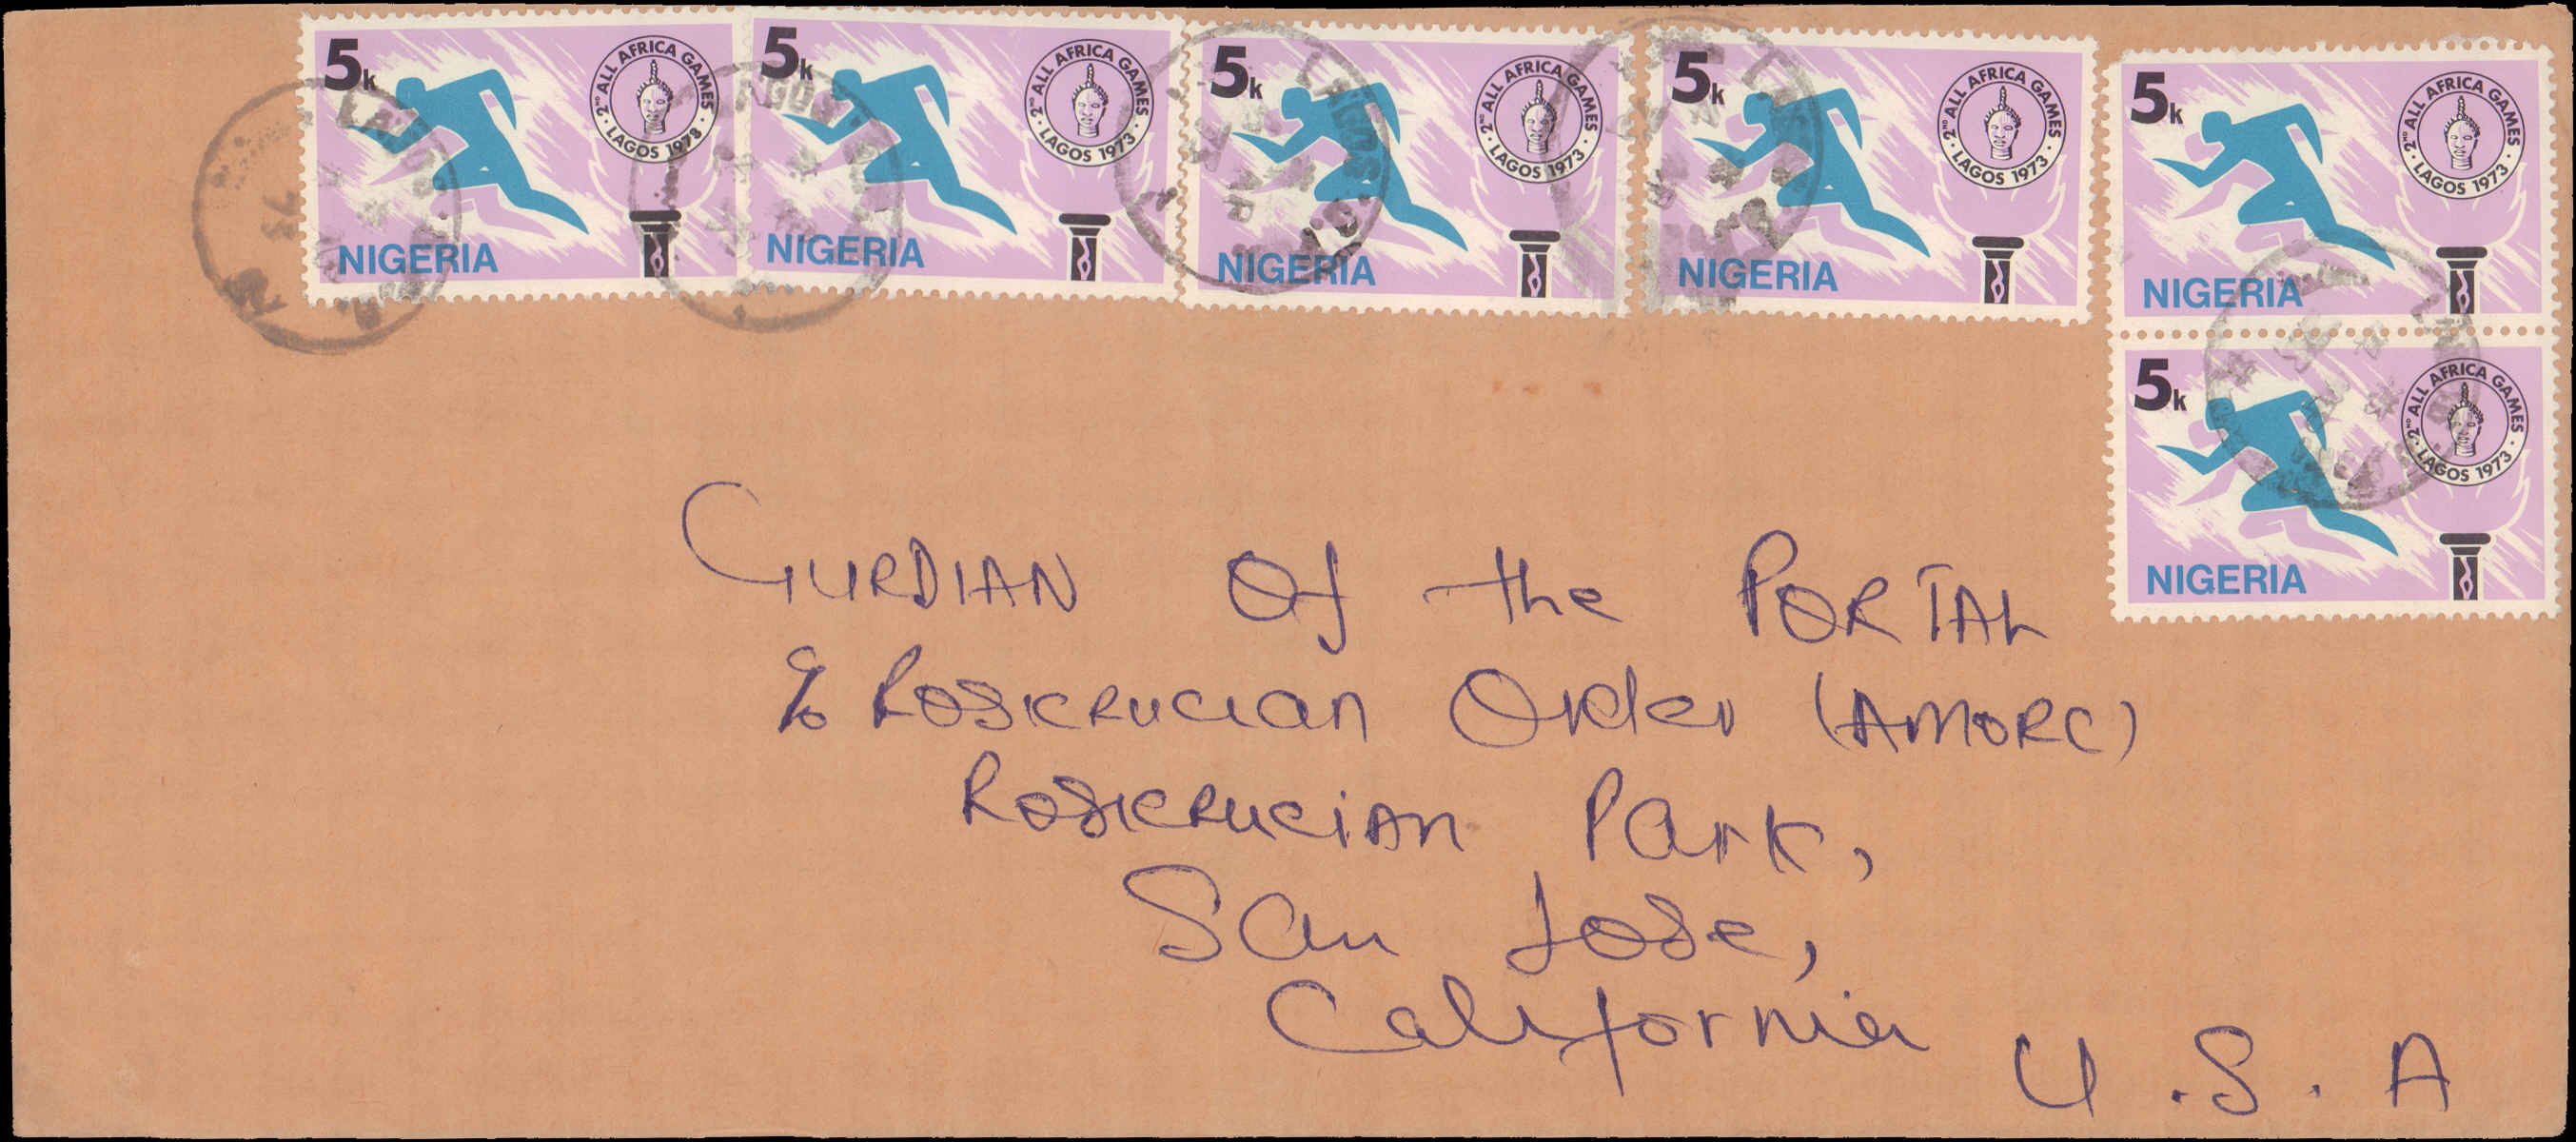 5k
2ND ALL AFRICA GAMES · LAGOS 1973 ·
NIGERIA
5k
2ND ALL AFRICA GAMES · LAGOS 1973 ·
NIGERIA
5k
2ND ALL AFRICA GAMES · LAGOS 1973 ·
NIGERIA
5k
2ND ALL AFRICA GAMES · LAGOS 1973 ·
NIGERIA
5k
2ND ALL AFRICA GAMES · LAGOS 1973 ·
NIGERIA
5k
2ND ALL AFRICA GAMES · LAGOS 1973 ·
NIGERIA
73
GURDIAN Of the PORTAL
℅ Rosicrucian Order (AMORC)
Rosicrucian Park,
San Jose,
California
U.S.A